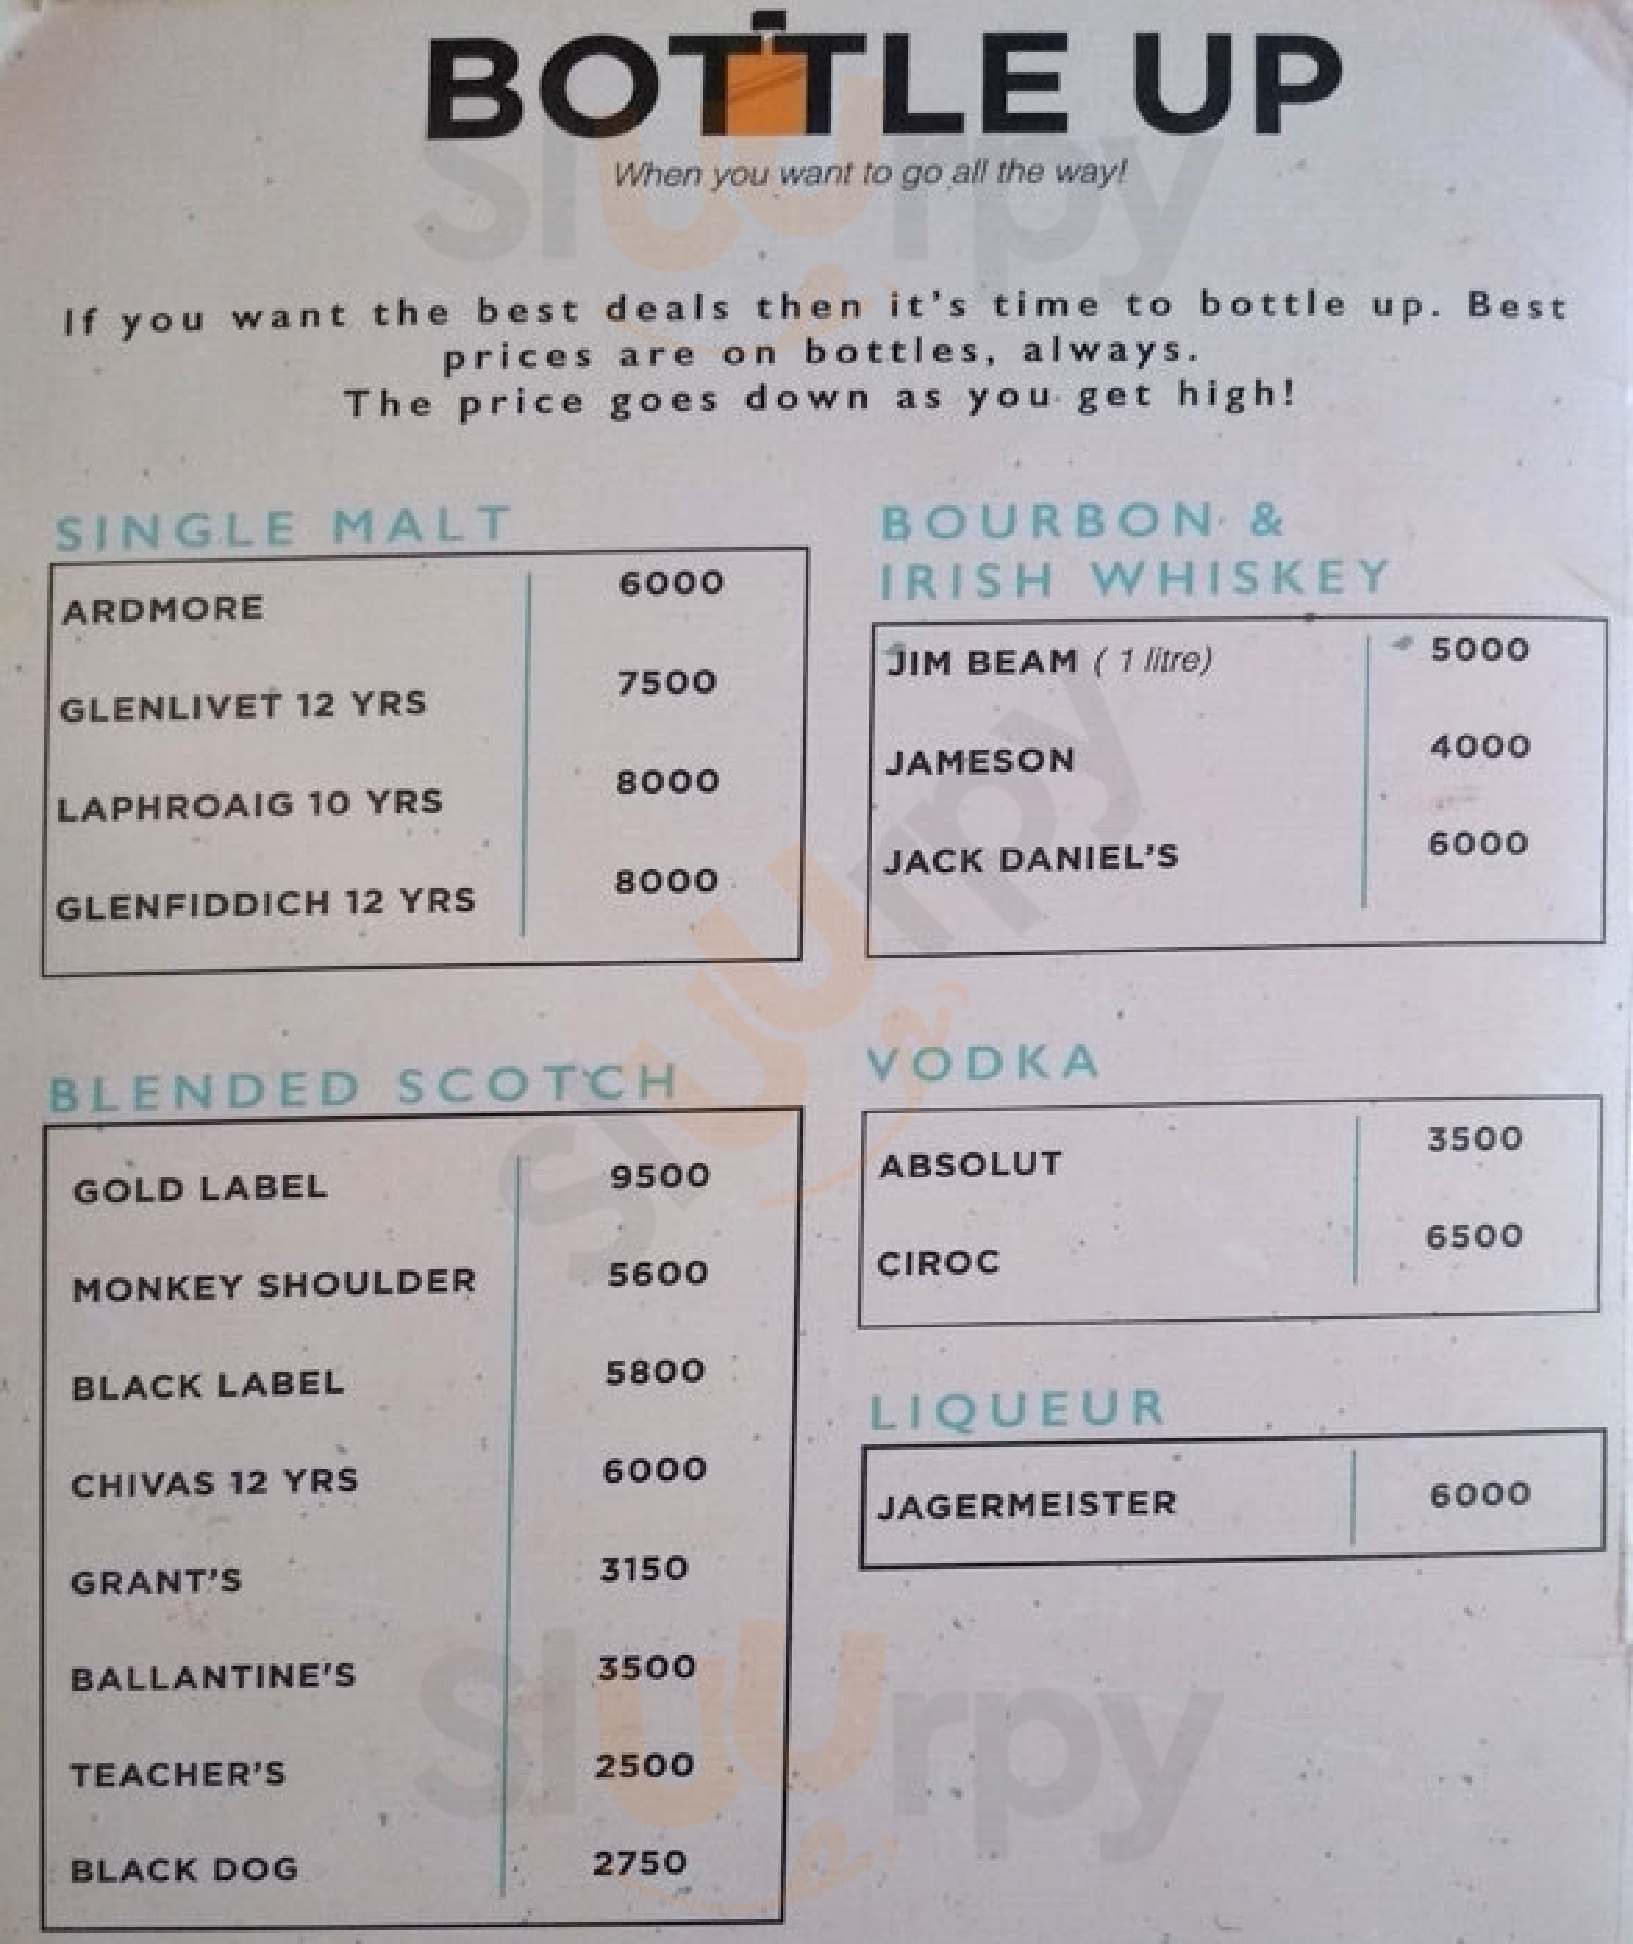 BOTTLE UP
When you want to go all the way!
If you want the best deals then it's time to bottle up. Best
prices are on bottles, always.
The price goes down as you get high!
SINGLE MALT
ARDMORE 6000
GLENLIVET 12 YRS 7500
LAPHROAIG 10 YRS 8000
GLENFIDDICH 12 YRS 8000
BLENDED SCOTCH
GOLD LABEL 9500
MONKEY SHOULDER 5600
BLACK LABEL 5800
CHIVAS 12 YRS 6000
GRANT'S 3150
BALLANTINE'S 3500
TEACHER'S 2500
BLACK DOG 2750
BOURBON &
IRISH WHISKEY
JIM BEAM ( 1 litre) 5000
JAMESON 4000
JACK DANIEL'S 6000
VODKA
ABSOLUT 3500
CIROC 6500
LIQUEUR
JAGERMEISTER 6000
sluurpy
sluurpy
sluurpy